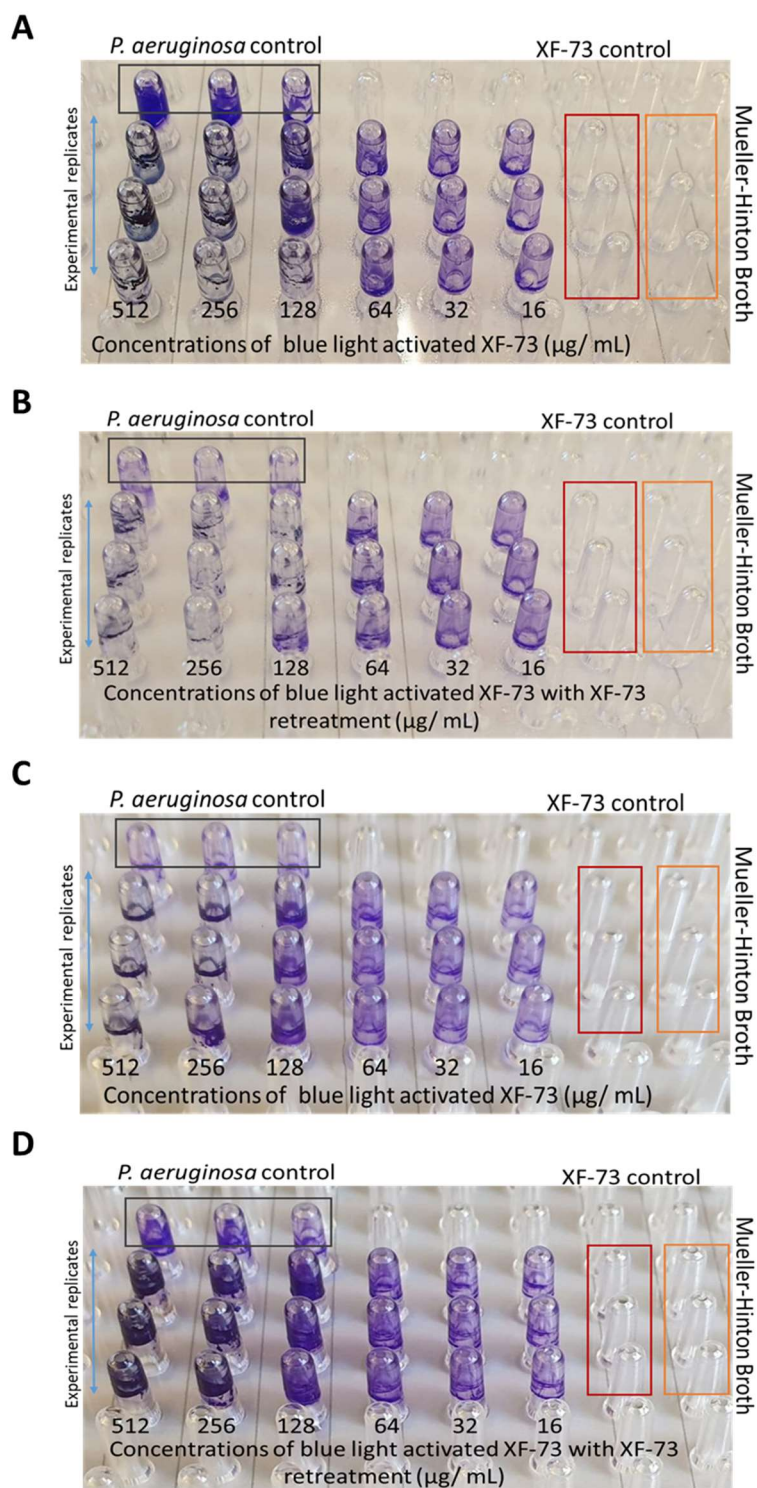 A
P. aeruginosa control
XF-73 control
Experimental replicates
Mueller-Hinton Broth
512 256 128 64 32 16
Concentrations of blue light activated XF-73 (µg/ mL)
B
P. aeruginosa control
XF-73 control
Experimental replicates
Mueller-Hinton Broth
512 256 128 64 32 16
Concentrations of blue light activated XF-73 with XF-73
retreatment (µg/ mL)
C
P. aeruginosa control
XF-73 control
Experimental replicates
Mueller-Hinton Broth
512 256 128 64 32 16
Concentrations of blue light activated XF-73 (µg/ mL)
D
P. aeruginosa control
XF-73 control
Experimental replicates
Mueller-Hinton Broth
512 256 128 64 32 16
Concentrations of blue light activated XF-73 with XF-73
retreatment (µg/ mL)